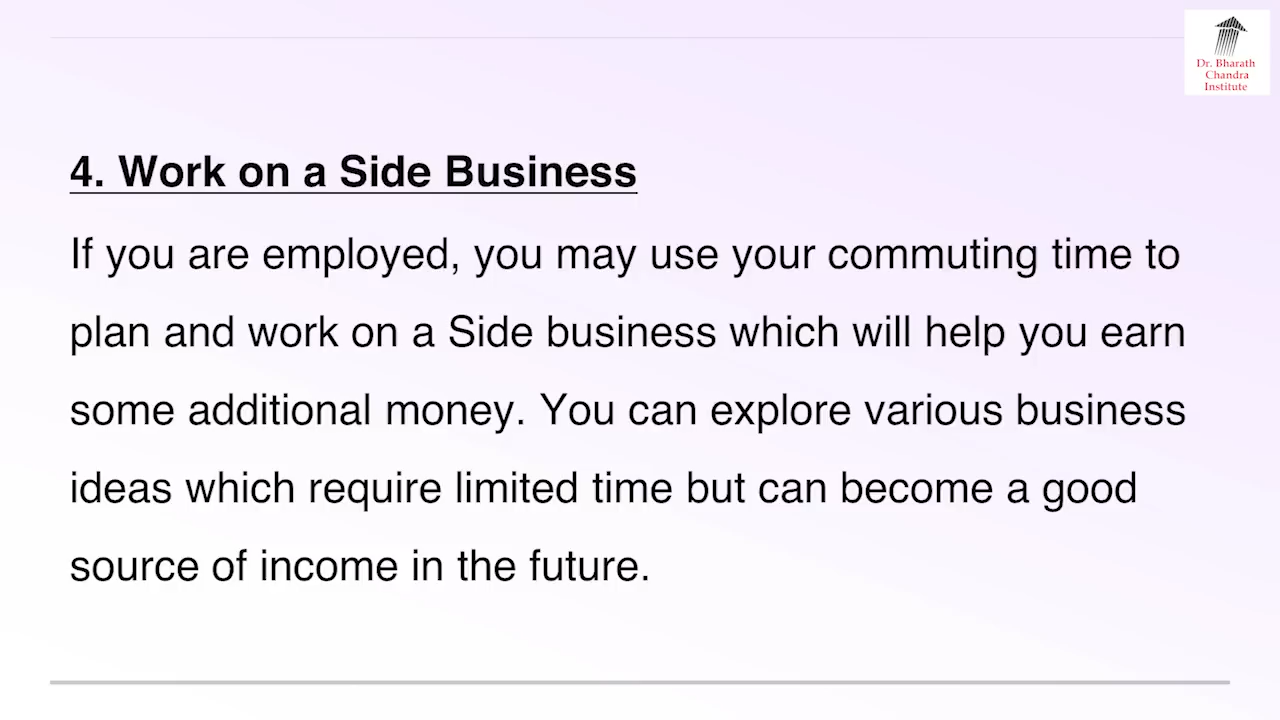 Dr. Bharath
Chandra
Institute
4. Work on a Side Business
If you are employed, you may use your commuting time to
plan and work on a Side business which will help you earn
some additional money. You can explore various business
ideas which require limited time but can become a good
source of income in the future.